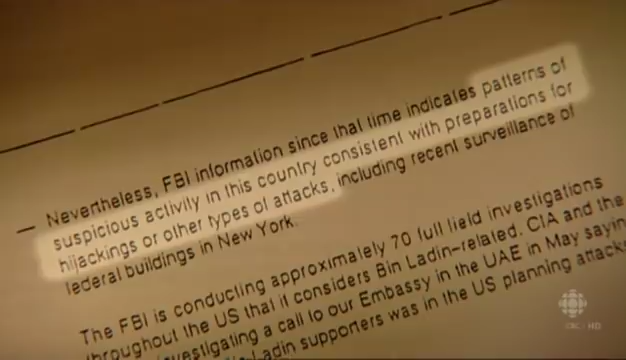 — Nevertheless, FBI information since that time indicates patterns of
suspicious activity in this country consistent with preparations for
hijackings or other types of attacks, including recent surveillance of
federal buildings in New York.
The FBI is conducting approximately 70 full field investigations
throughout the US that it considers Bin Ladin-related. CIA and the
investigating a call to our Embassy in the UAE in May saying
Ladin supporters was in the US planning attacks
CBC HD